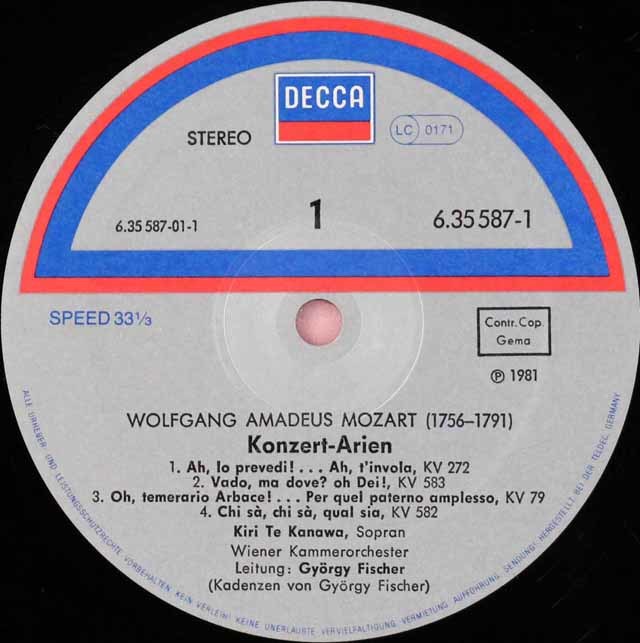 DECCA
STEREO
LC 0171
6.35 587-01-1
1
6.35 587-1
SPEED 33⅓
Contr. Cop.
Gema
Ⓟ 1981
WOLFGANG AMADEUS MOZART (1756–1791)
Konzert-Arien
1. Ah, lo prevedi! . . . Ah, t'invola, KV 272
2. Vado, ma dove? oh Dei!, KV 583
3. Oh, temerario Arbace! . . . Per quel paterno amplesso, KV 79
4. Chi sà, chi sà, qual sia, KV 582
Kiri Te Kanawa, Sopran
Wiener Kammerorchester
Leitung: György Fischer
(Kadenzen von György Fischer)
ALLE URHEBER- UND LEISTUNGSSCHUTZRECHTE VORBEHALTEN. KEIN VERLEIH! KEINE UNERLAUBTE VERVIELFÄLTIGUNG, VERMIETUNG, AUFFÜHRUNG, SENDUNG! HERGESTELLT BEI DER TELDEC, GERMANY